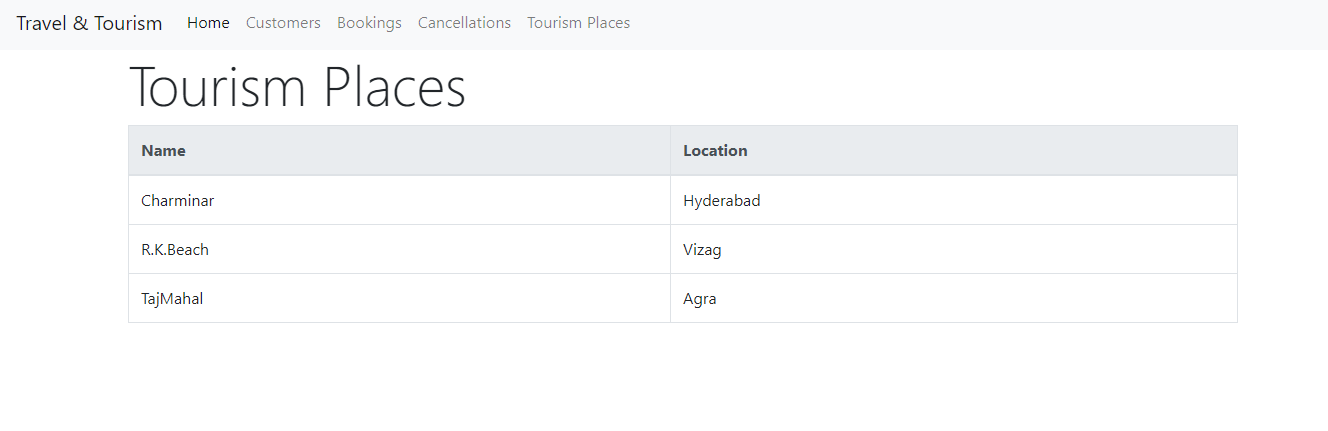 Travel & Tourism Home Customers Bookings Cancellations Tourism Places
Tourism Places
Name Location
Charminar Hyderabad
R.K.Beach Vizag
TajMahal Agra